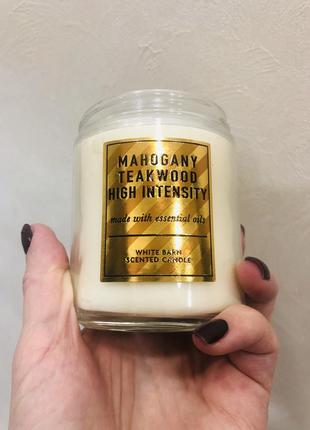 MAHOGANY
TEAKWOOD
HIGH INTENSITY
made with essential oils
WHITE BARN
SCENTED CANDLE